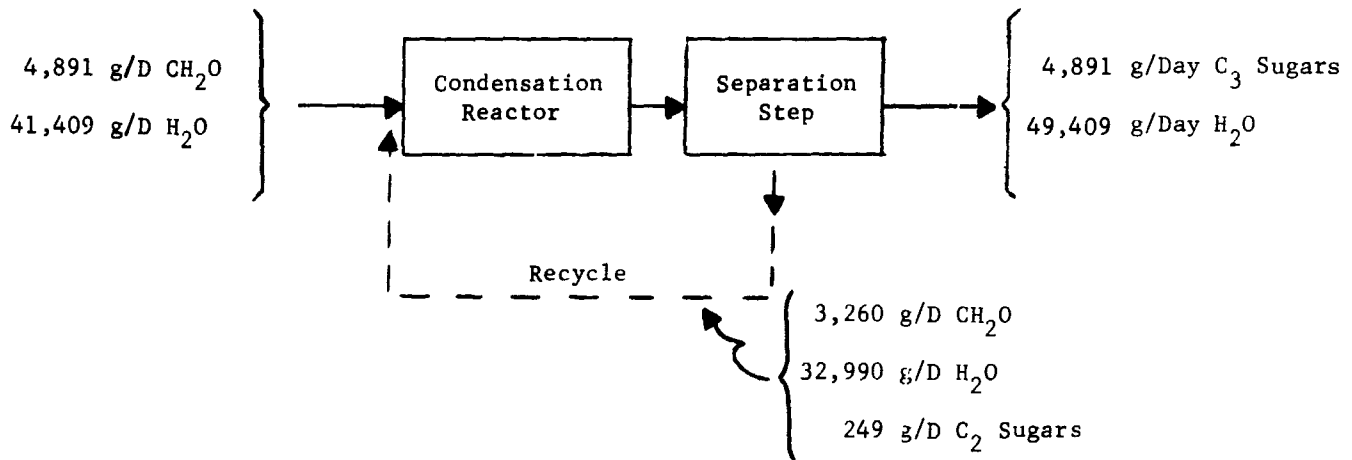 4,891 g/D CH₂O
41,409 g/D H₂O
Condensation
Reactor
Separation
Step
4,891 g/Day C₃ Sugars
49,409 g/Day H₂O
Recycle
3,260 g/D CH₂O
32,990 g/D H₂O
249 g/D C₂ Sugars